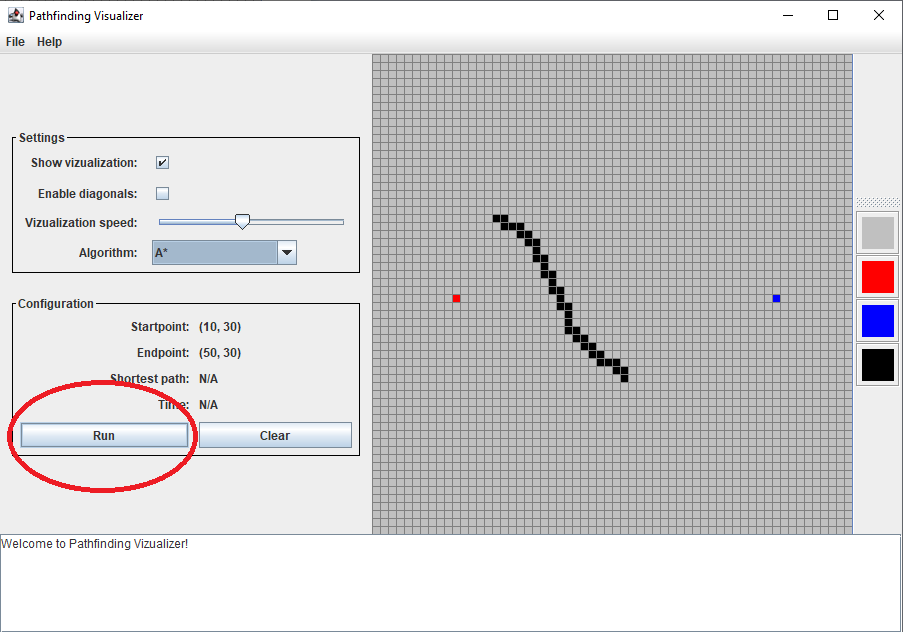 Pathfinding Visualizer
File Help
Settings
Show vizualization:
Enable diagonals:
Vizualization speed:
Algorithm: A*
Configuration
Startpoint: (10, 30)
Endpoint: (50, 30)
Shortest path: N/A
Time: N/A
Run Clear
Welcome to Pathfinding Vizualizer!